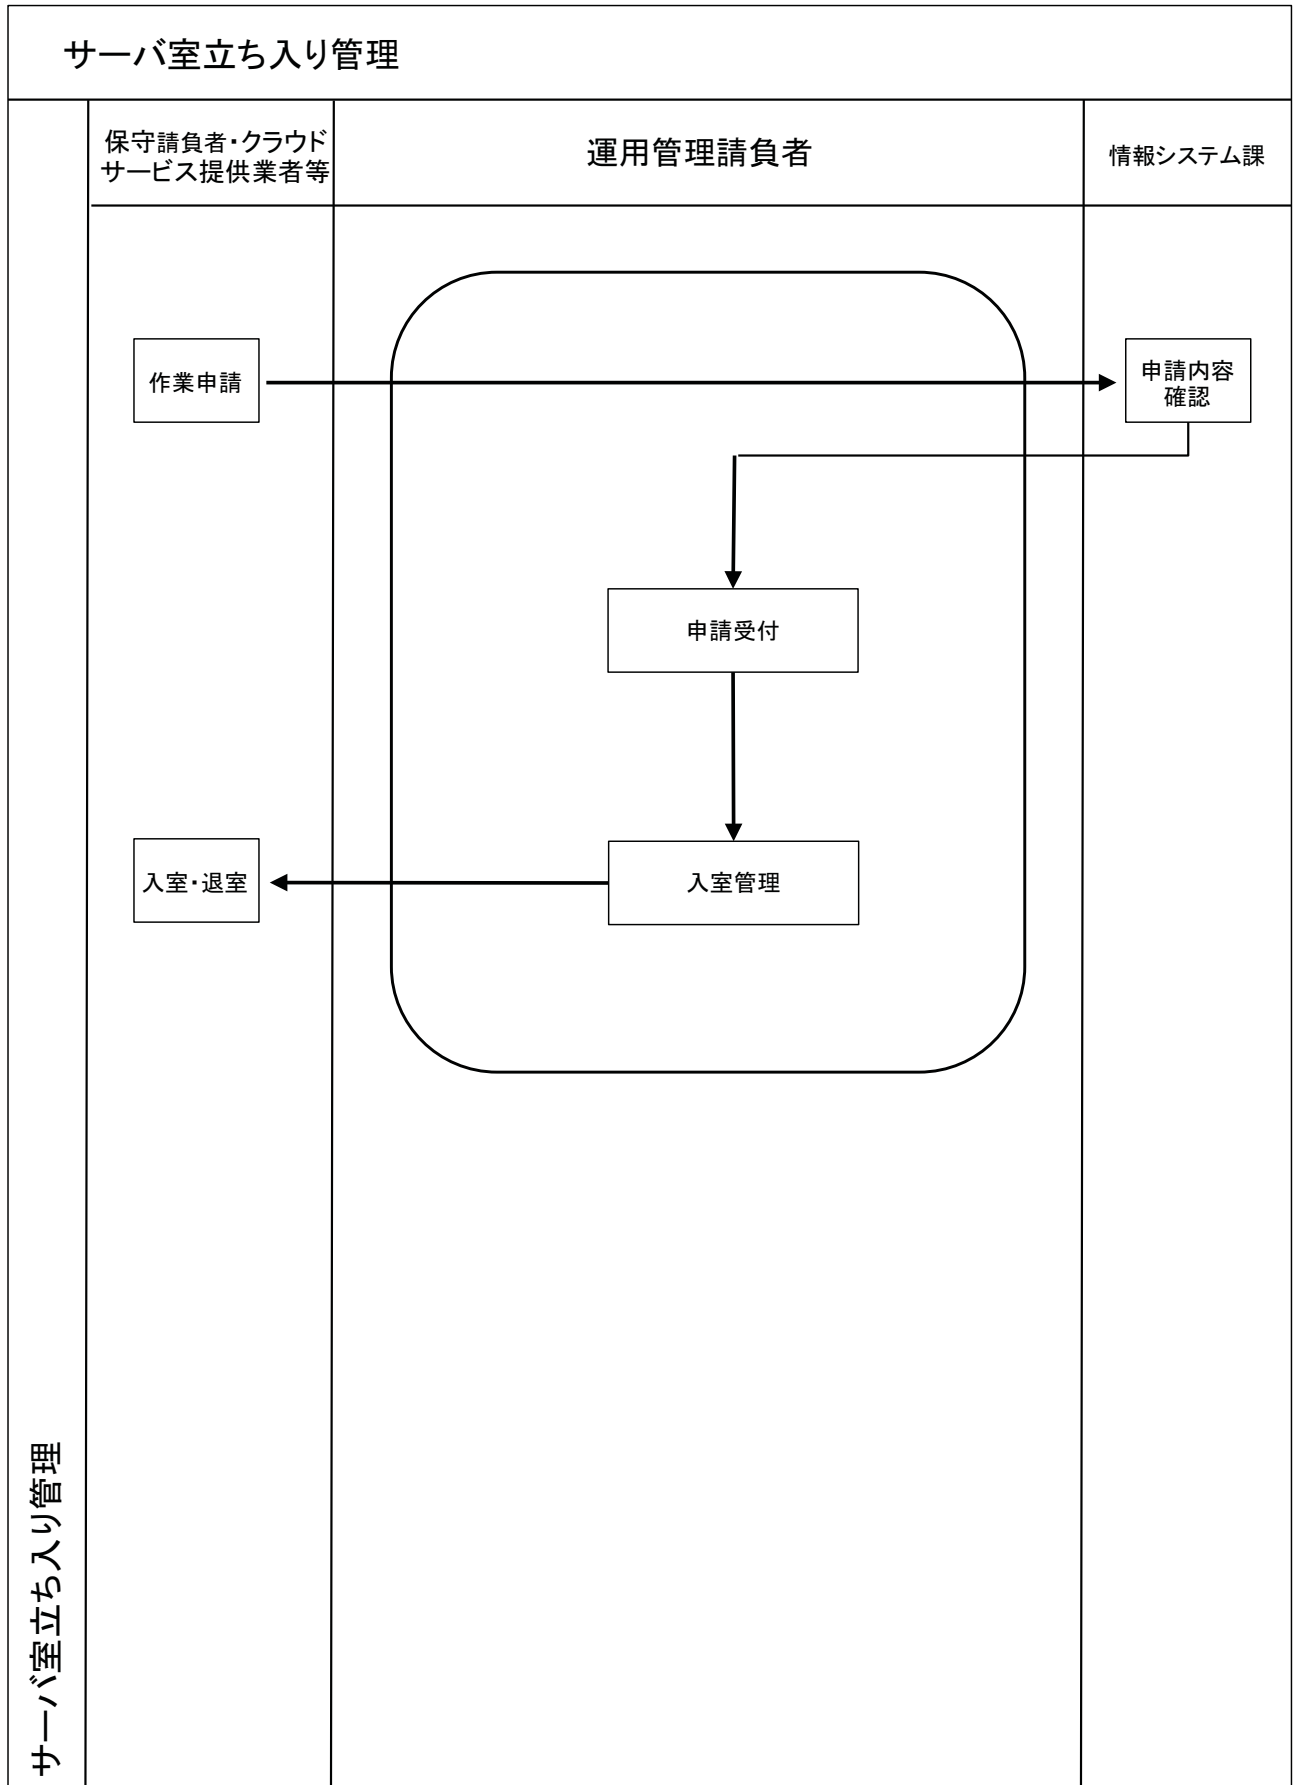 サーバ室立ち入り管理
保守請負者・クラウド
サービス提供業者等
運用管理請負者
情報システム課
作業申請
申請内容
確認
申請受付
入室・退室
入室管理
サーバ室立ち入り管理